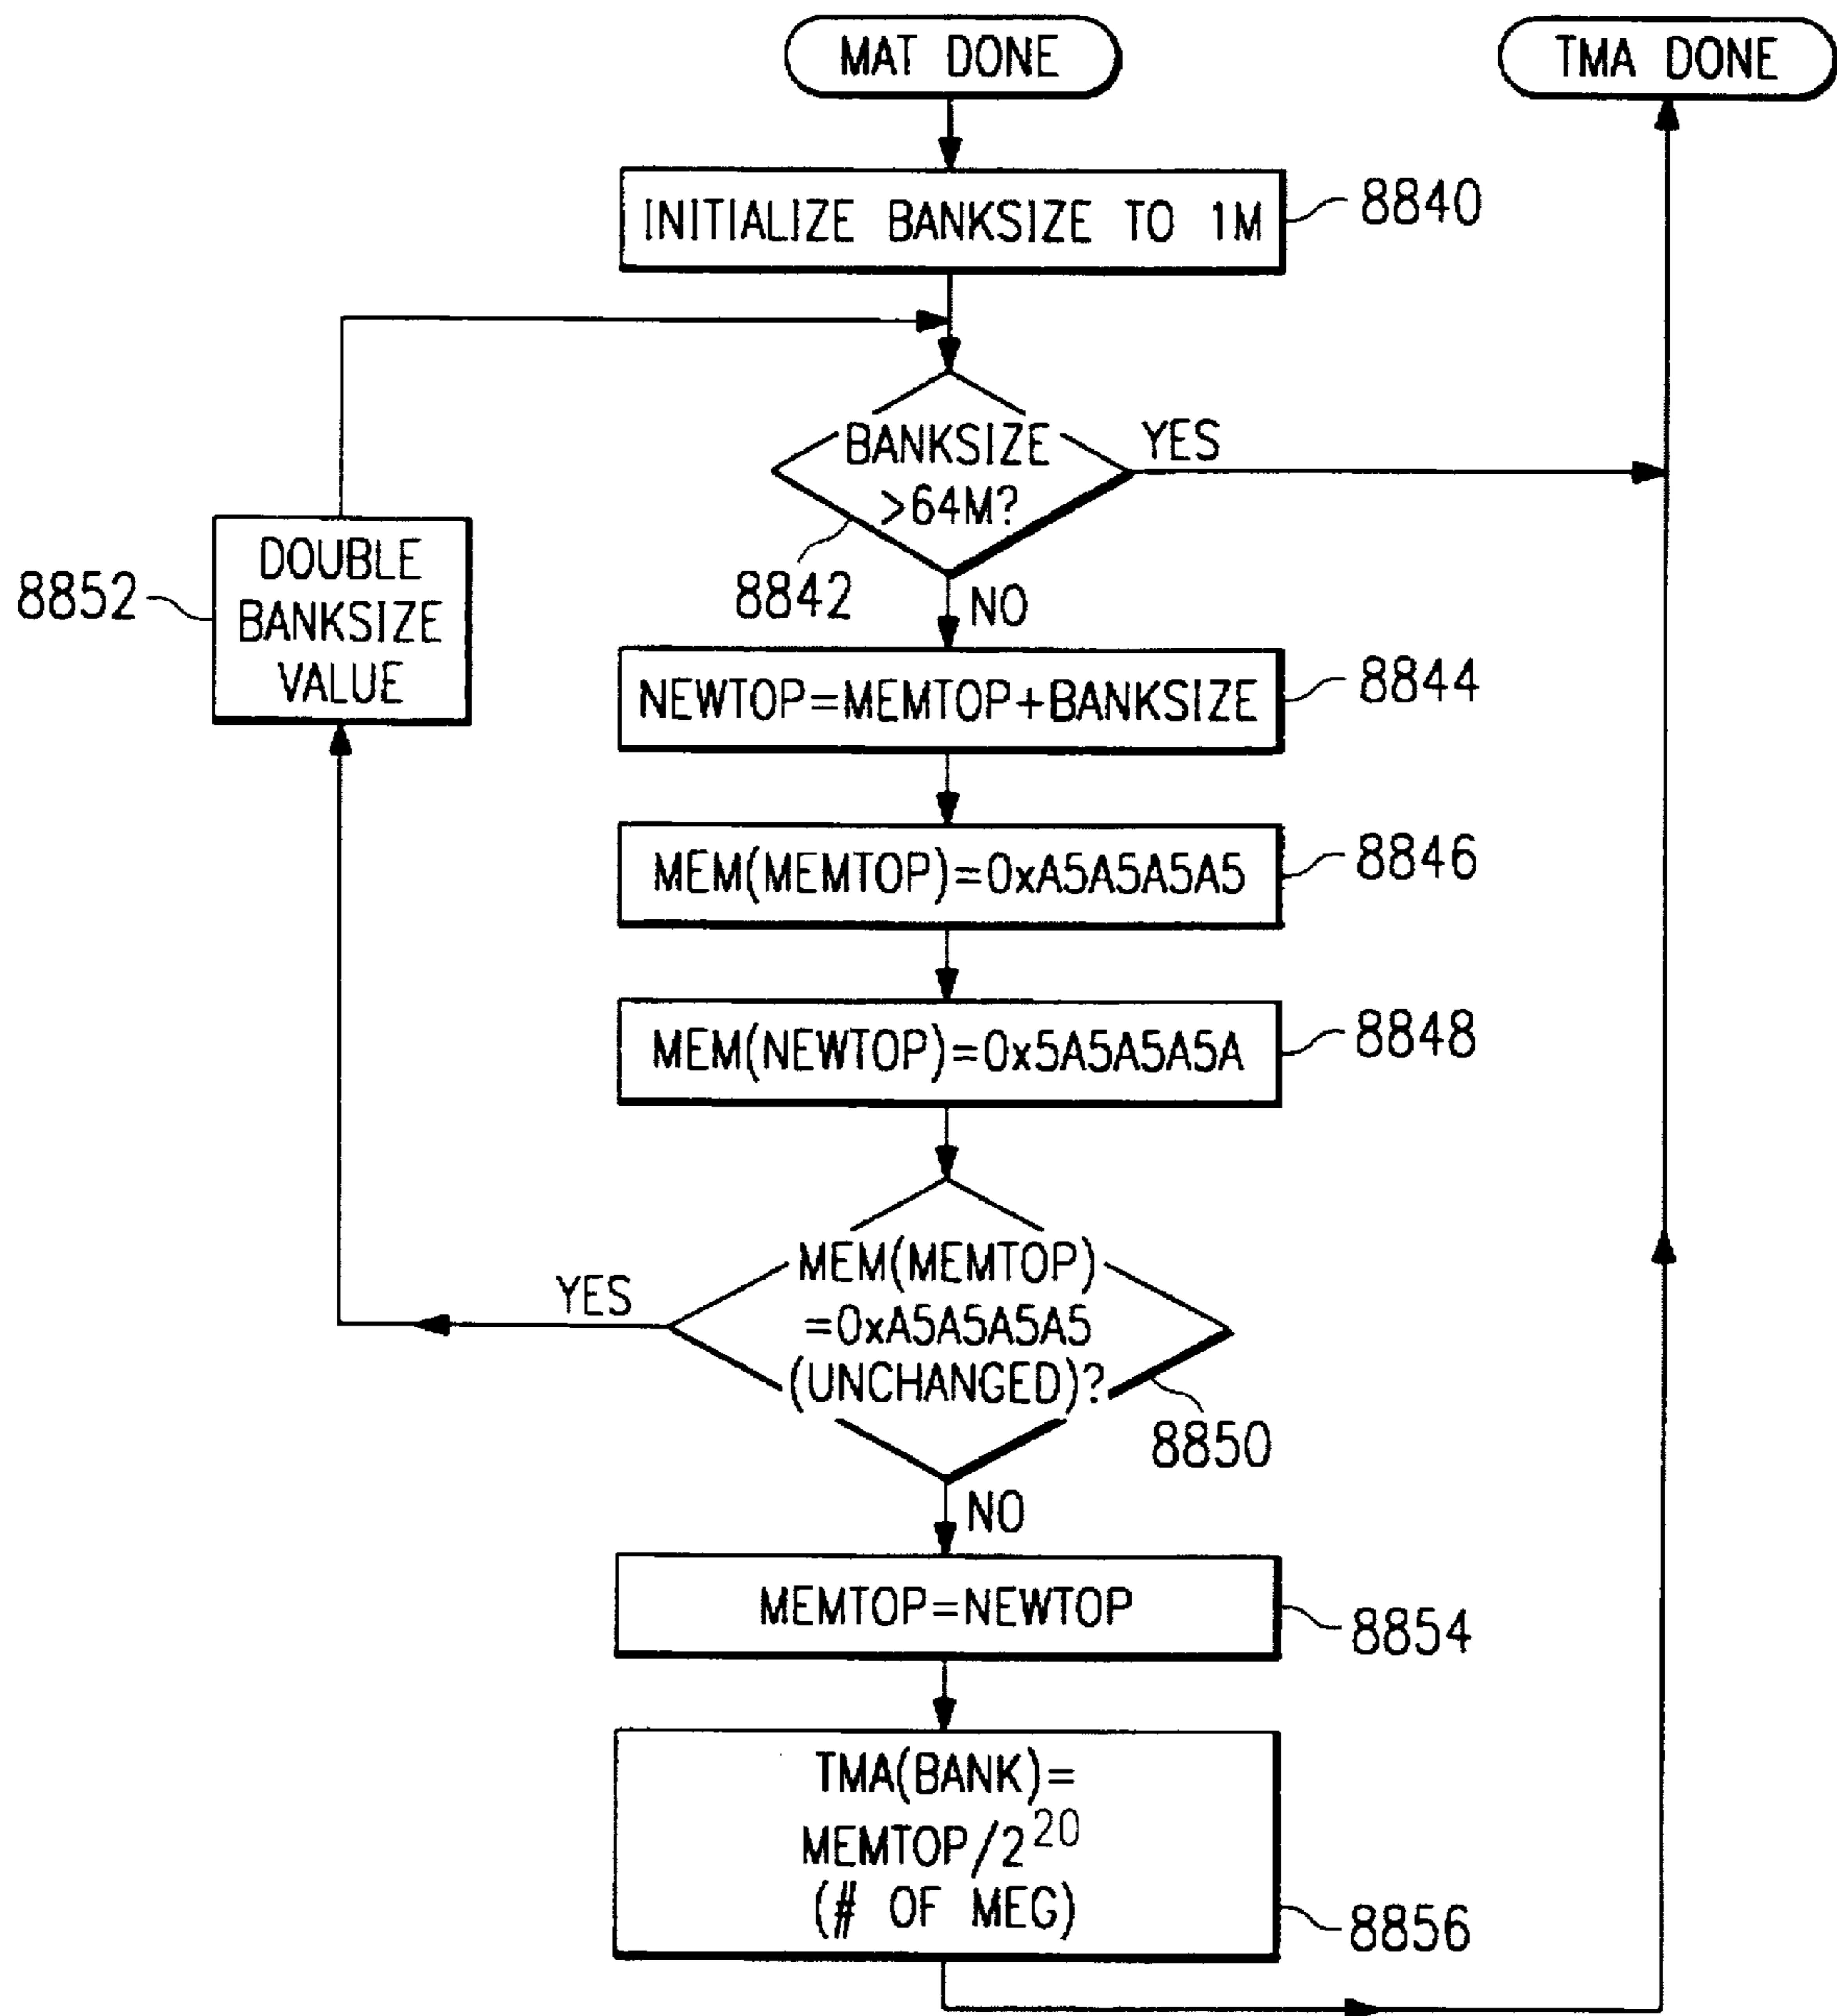 MAT DONE
TMA DONE
INITIALIZE BANKSIZE TO 1M
8840
BANKSIZE
>64M?
YES
8842
NO
DOUBLE
BANKSIZE
VALUE
8852
NEWTOP=MEMTOP+BANKSIZE
8844
MEM(MEMTOP)=0xA5A5A5A5
8846
MEM(NEWTOP)=0x5A5A5A5A
8848
MEM(MEMTOP)
=0xA5A5A5A5
(UNCHANGED)?
YES
8850
NO
MEMTOP=NEWTOP
8854
TMA(BANK)=
MEMTOP/2^20
(# OF MEG)
8856